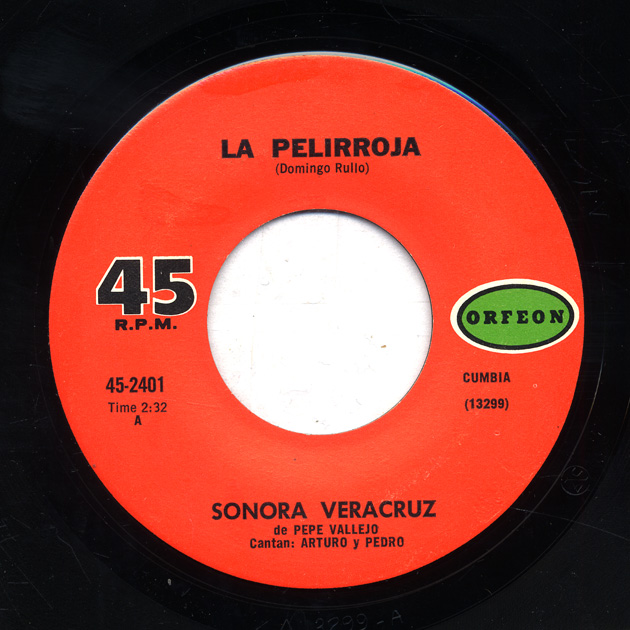 LA PELIRROJA
(Domingo Rullo)
45
R.P.M.
ORFEON
45-2401
Time 2:32
A
CUMBIA
(13299)
SONORA VERACRUZ
de PEPE VALLEJO
Cantan: ARTURO y PEDRO